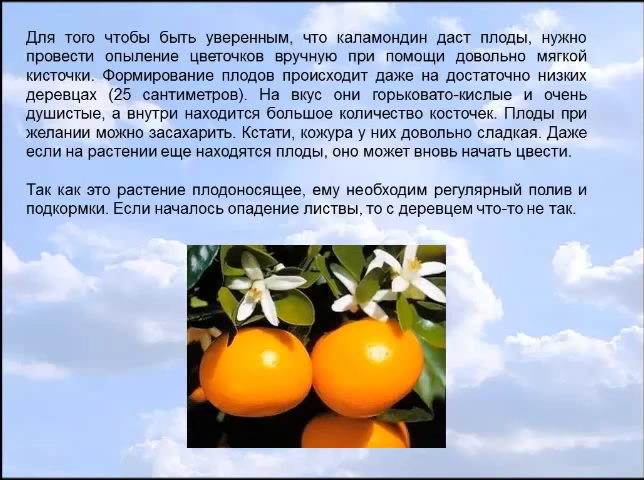 Для того чтобы быть уверенным, что каламондин даст плоды, нужно
провести опыление цветочков вручную при помощи довольно мягкой
кисточки. Формирование плодов происходит даже на достаточно низких
деревцах (25 сантиметров). На вкус они горьковато-кислые и очень
душистые, а внутри находится большое количество косточек. Плоды при
желании можно засахарить. Кстати, кожура у них довольно сладкая. Даже
если на растении еще находятся плоды, оно может вновь начать цвести.
Так как это растение плодоносящее, ему необходим регулярный полив и
подкормки. Если началось опадение листвы, то с деревцем что-то не так.